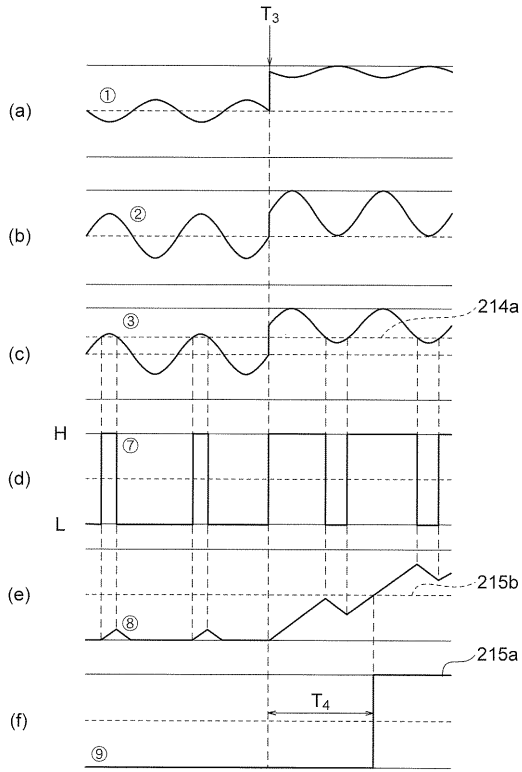 T₃
(a)
①
(b)
②
(c)
③
214a
H
⑦
(d)
L
(e)
⑧
215b
215a
(f)
T₄
⑨